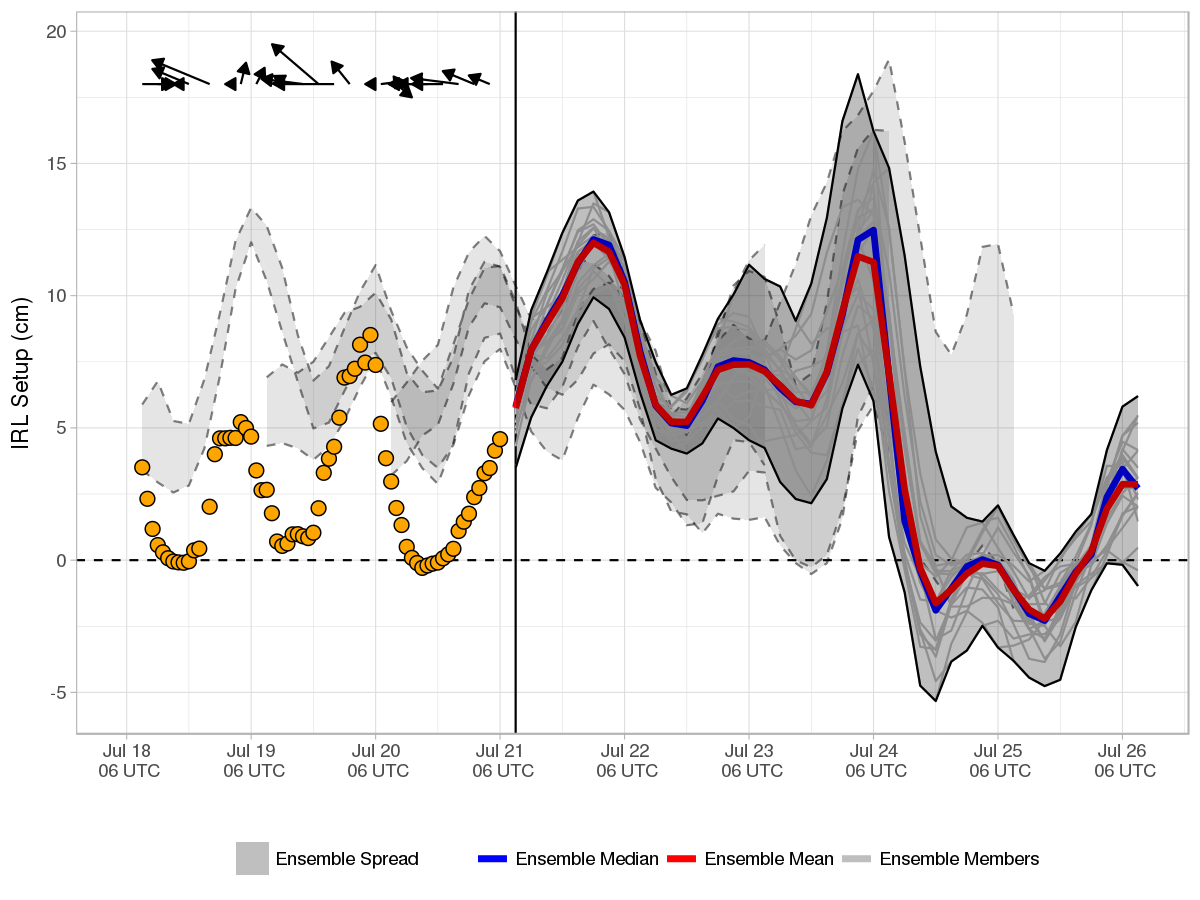 IRL Setup (cm)
20
15
10
5
0
-5
Jul 18 Jul 19 Jul 20 Jul 21 Jul 22 Jul 23 Jul 24 Jul 25 Jul 26
06 UTC 06 UTC 06 UTC 06 UTC 06 UTC 06 UTC 06 UTC 06 UTC 06 UTC
Ensemble Spread Ensemble Median Ensemble Mean Ensemble Members